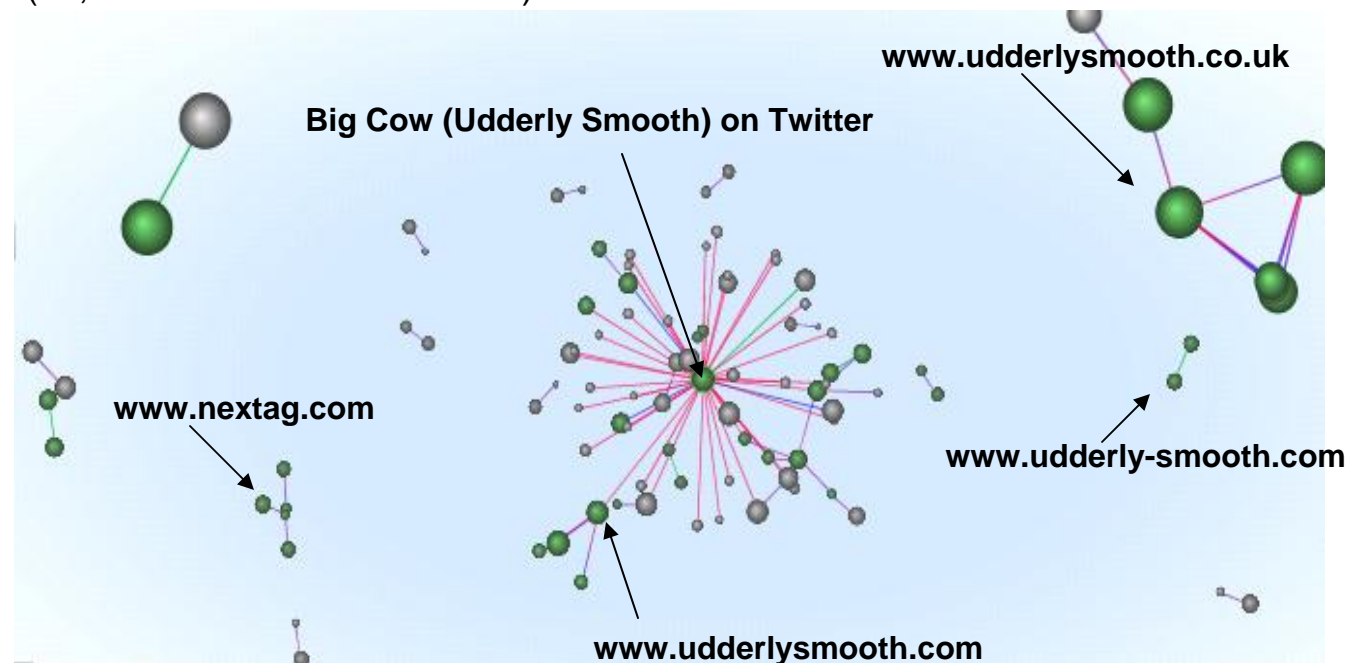 www.udderlysmooth.co.uk
Big Cow (Udderly Smooth) on Twitter
www.nextag.com
www.udderly-smooth.com
www.udderlysmooth.com